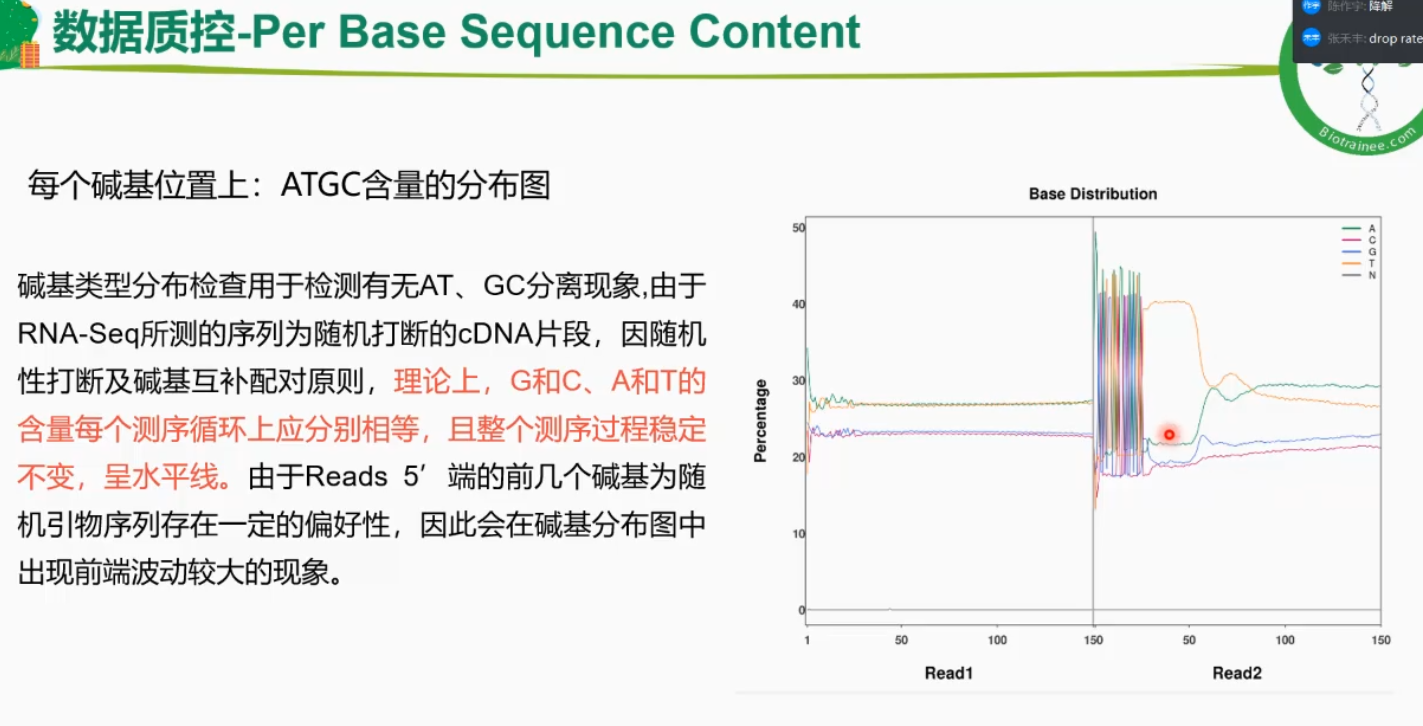 数据质控-Per Base Sequence Content
陈作宇: 降解
张禾丰: drop rate
Biotrainee.com
每个碱基位置上：ATGC含量的分布图
碱基类型分布检查用于检测有无AT、GC分离现象,由于
RNA-Seq所测的序列为随机打断的cDNA片段，因随机
性打断及碱基互补配对原则，理论上，G和C、A和T的
含量每个测序循环上应分别相等，且整个测序过程稳定
不变，呈水平线。由于Reads 5′端的前几个碱基为随
机引物序列存在一定的偏好性，因此会在碱基分布图中
出现前端波动较大的现象。
Base Distribution
A
C
G
T
N
50
40
30
20
10
0
Percentage
1 50 100 150 50 100 150
Read1 Read2